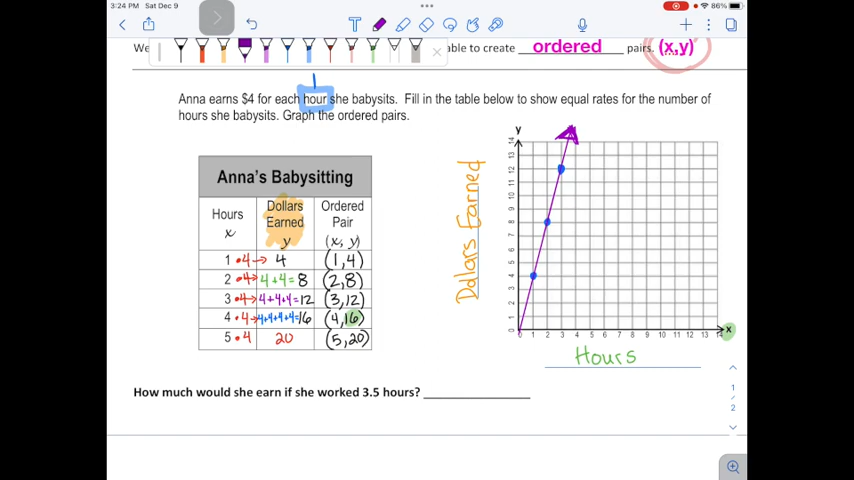 3:24 PM Sat Dec 9
86%
We
able to create ordered pairs. (x,y)
1
Anna earns $4 for each hour she babysits. Fill in the table below to show equal rates for the number of
hours she babysits. Graph the ordered pairs.
Anna's Babysitting
Hours x
Dollars Earned y
Ordered Pair (x, y)
1 •4→ 4 (1,4)
2 •4→ 4+4=8 (2,8)
3 •4→ 4+4+4=12 (3,12)
4 •4→ 4+4+4+4=16 (4,16)
5 •4 20 (5,20)
Dollars Earned
y
14
13
12
11
10
9
8
7
6
5
4
3
2
1
0
0 1 2 3 4 5 6 7 8 9 10 11 12 13 14
x
Hours
How much would she earn if she worked 3.5 hours?
1
2